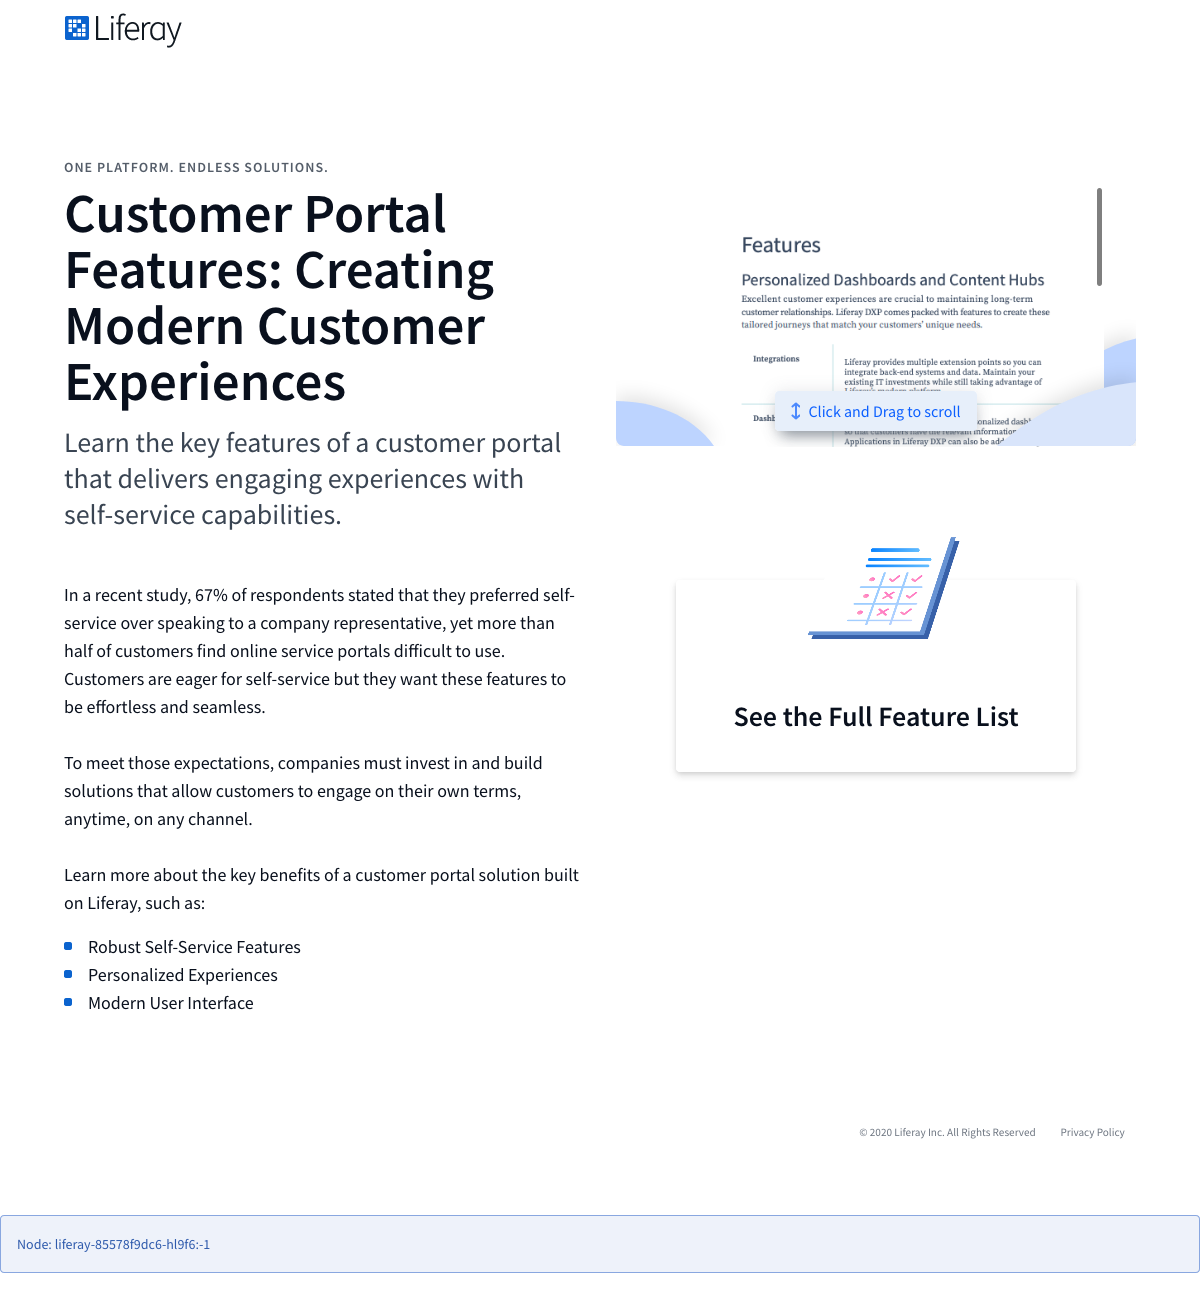 Liferay
ONE PLATFORM. ENDLESS SOLUTIONS.
Customer Portal
Features: Creating
Modern Customer
Experiences
Learn the key features of a customer portal
that delivers engaging experiences with
self-service capabilities.
In a recent study, 67% of respondents stated that they preferred self-
service over speaking to a company representative, yet more than
half of customers find online service portals difficult to use.
Customers are eager for self-service but they want these features to
be effortless and seamless.
To meet those expectations, companies must invest in and build
solutions that allow customers to engage on their own terms,
anytime, on any channel.
Learn more about the key benefits of a customer portal solution built
on Liferay, such as:
Robust Self-Service Features
Personalized Experiences
Modern User Interface
Features
Personalized Dashboards and Content Hubs
Excellent customer experiences are crucial to maintaining long-term
customer relationships. Liferay DXP comes packed with features to create these
tailored journeys that match your customers' unique needs.
Integrations
Liferay provides multiple extension points so you can
integrate back-end systems and data. Maintain your
existing IT investments while still taking advantage of
Click and Drag to scroll
so that customers have the relevant information
Applications in Liferay DXP can also be
See the Full Feature List
© 2020 Liferay Inc. All Rights Reserved Privacy Policy
Node: liferay-85578f9dc6-hl9f6:-1